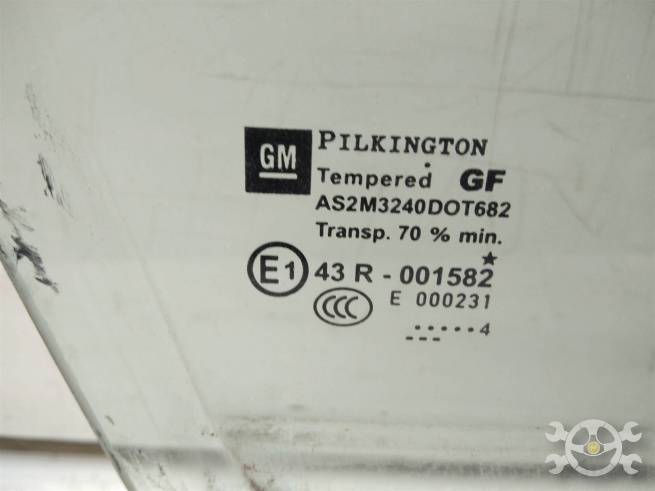 GM
PILKINGTON
Tempered GF
AS2M3240DOT682
Transp. 70 % min.
E1 43 R - 001582
CCC E 000231
.....4
---